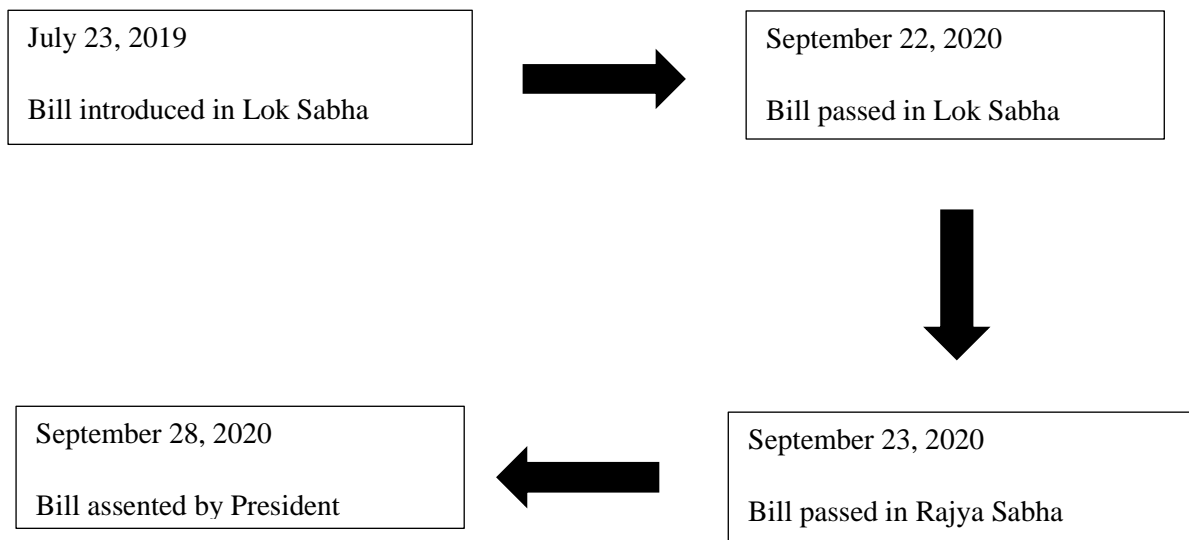 July 23, 2019
Bill introduced in Lok Sabha
September 22, 2020
Bill passed in Lok Sabha
September 23, 2020
Bill passed in Rajya Sabha
September 28, 2020
Bill assented by President